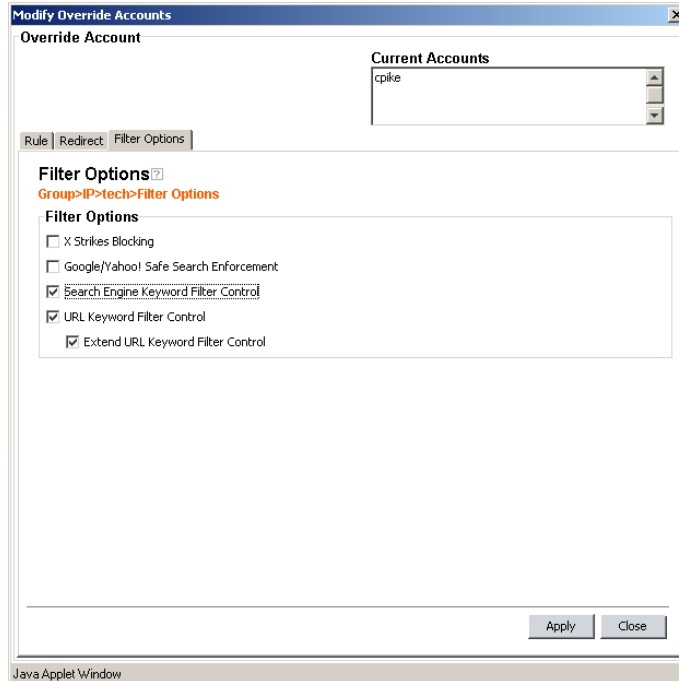 Modify Override Accounts
Override Account
Current Accounts
cpike
Rule Redirect Filter Options
Filter Options ?
Group>IP>tech>Filter Options
Filter Options
X Strikes Blocking
Google/Yahoo! Safe Search Enforcement
Search Engine Keyword Filter Control
URL Keyword Filter Control
Extend URL Keyword Filter Control
Apply Close
Java Applet Window